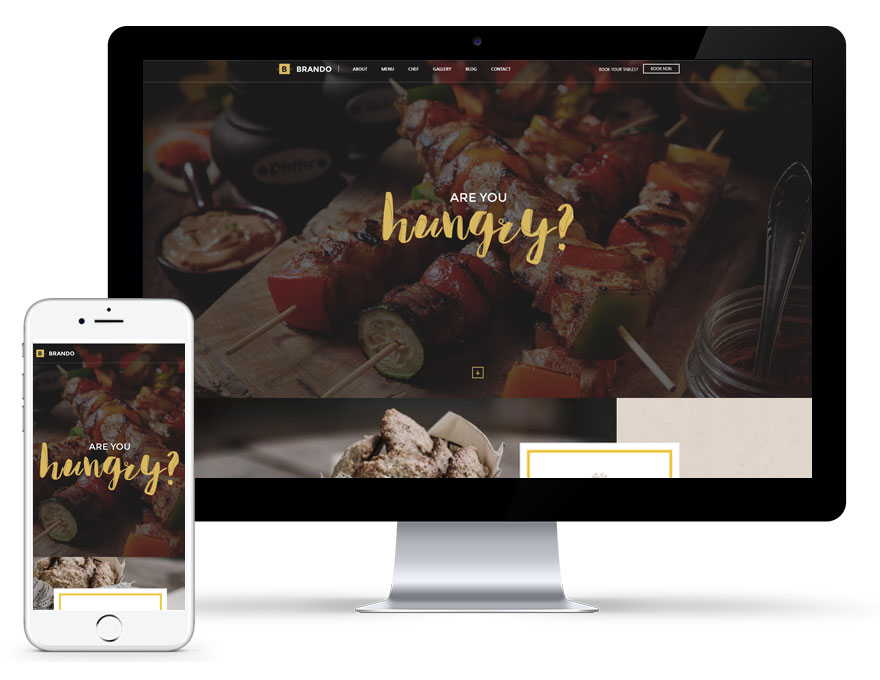 B BRANDO ABOUT MENU CHEF GALLERY BLOG CONTACT BOOK YOUR TABLES? BOOK NOW
ARE YOU
hungry?
B BRANDO
ARE YOU
hungry?